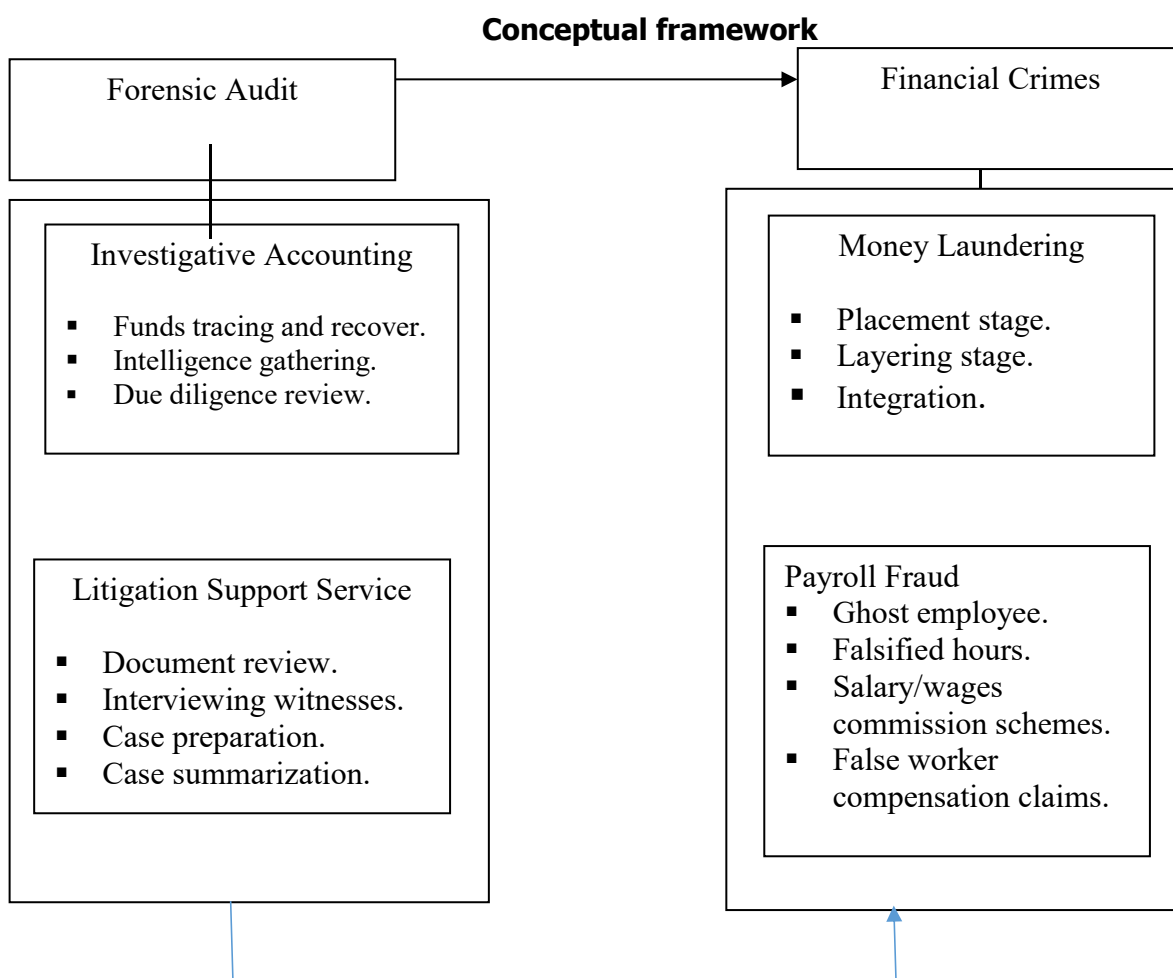 Conceptual framework
Forensic Audit
Financial Crimes
Investigative Accounting
▪ Funds tracing and recover.
▪ Intelligence gathering.
▪ Due diligence review.
Money Laundering
▪ Placement stage.
▪ Layering stage.
▪ Integration.
Litigation Support Service
▪ Document review.
▪ Interviewing witnesses.
▪ Case preparation.
▪ Case summarization.
Payroll Fraud
▪ Ghost employee.
▪ Falsified hours.
▪ Salary/wages
commission schemes.
▪ False worker
compensation claims.